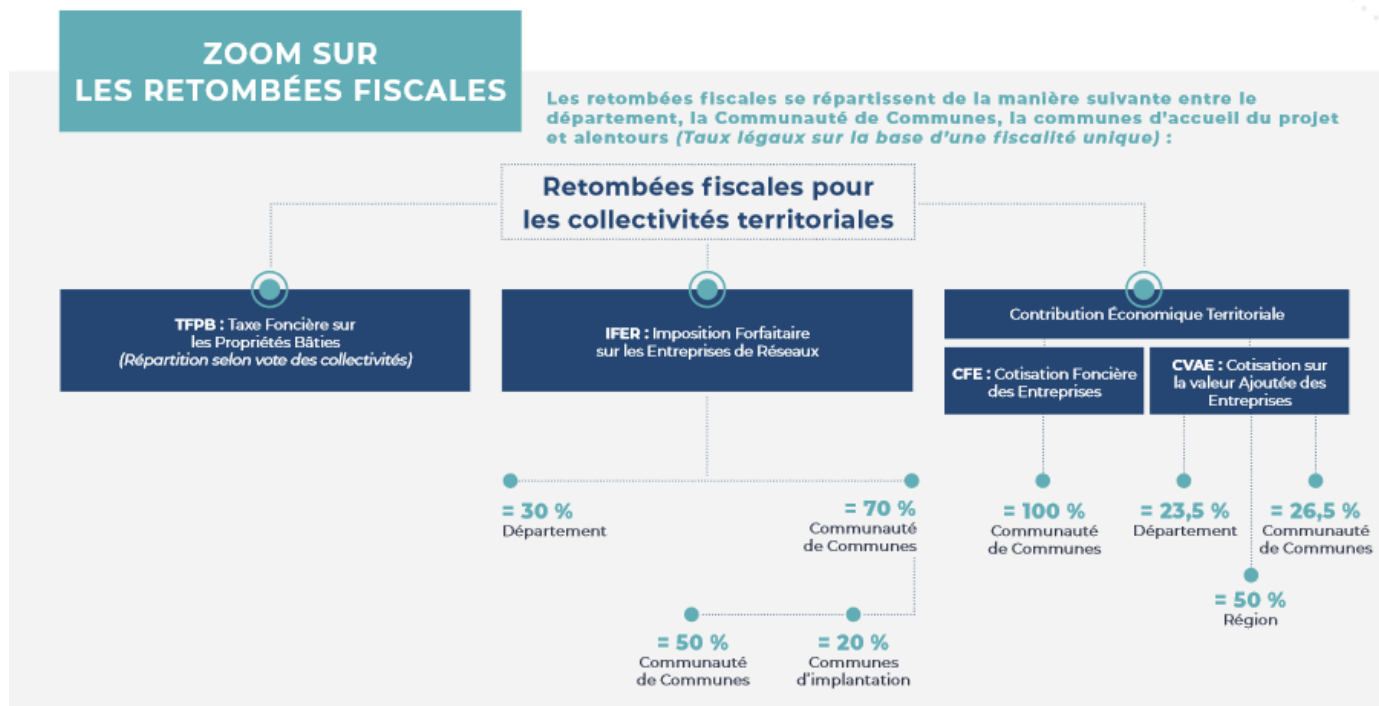 ZOOM SUR
LES RETOMBÉES FISCALES
Les retombées fiscales se répartissent de la manière suivante entre le
département, la Communauté de Communes, la communes d'accueil du projet
et alentours (Taux légaux sur la base d'une fiscalité unique) :
Retombées fiscales pour
les collectivités territoriales
TFPB : Taxe Foncière sur
les Propriétés Bâties
(Répartition selon vote des collectivités)
IFER : Imposition Forfaitaire
sur les Entreprises de Réseaux
Contribution Économique Territoriale
CFE : Cotisation Foncière
des Entreprises
CVAE : Cotisation sur
la valeur Ajoutée des
Entreprises
= 30 %
Département
= 70 %
Communauté
de Communes
= 50 %
Communauté
de Communes
= 20 %
Communes
d'implantation
= 100 %
Communauté
de Communes
= 23,5 %
Département
= 26,5 %
Communauté
de Communes
= 50 %
Région